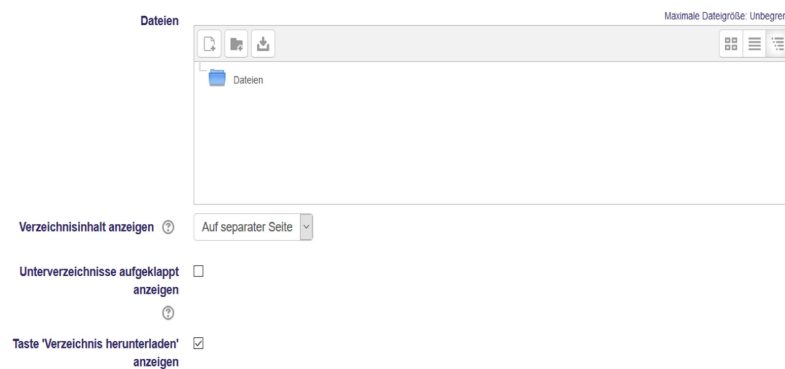 Dateien
Maximale Dateigröße:
Dateien
Verzeichnisinhalt anzeigen
Auf separater Seite
Unterverzeichnisse aufgeklappt
anzeigen
Taste 'Verzeichnis herunterladen'
anzeigen